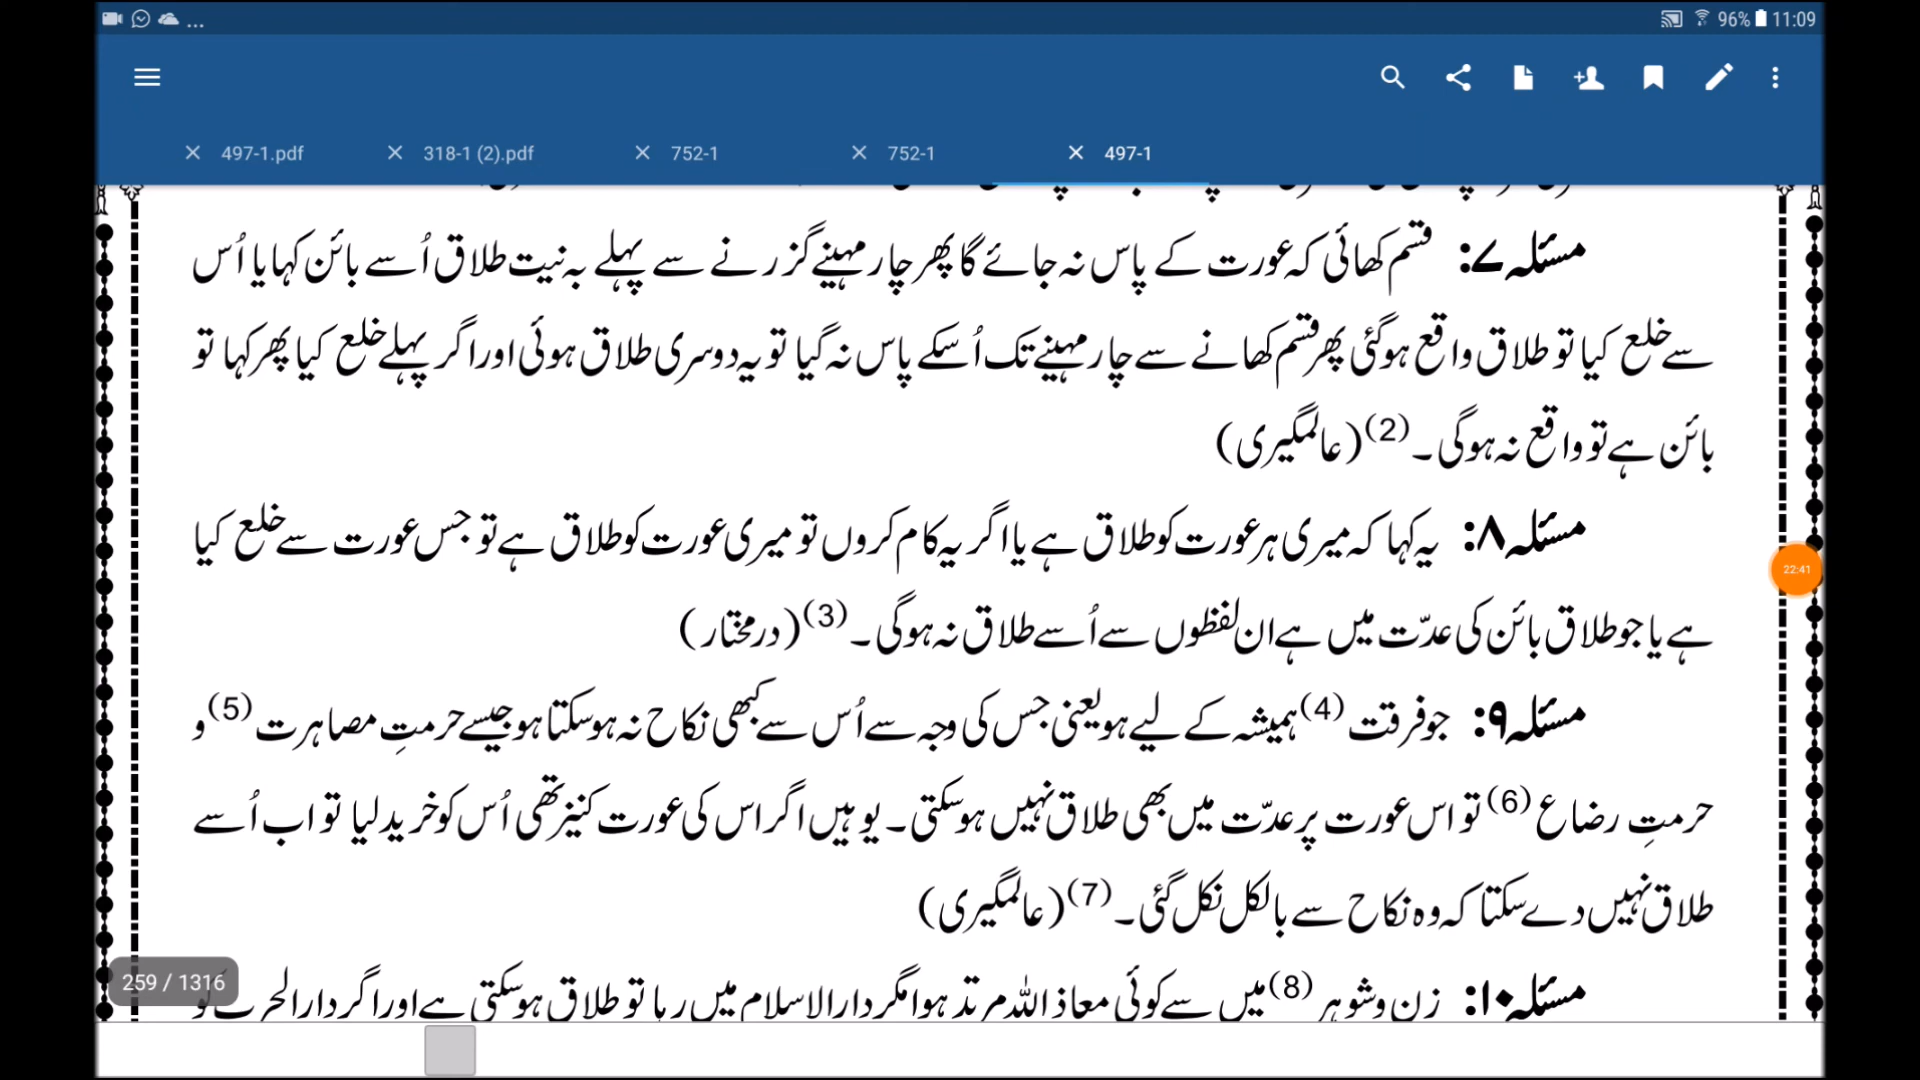 ...
96% 11:09
497-1.pdf
318-1 (2).pdf
752-1
752-1
497-1
مسئلہ ۷: قسم کھائی کہ عورت کے پاس نہ جائے گا پھر چار مہینے گزرنے سے پہلے بہ نیت طلاق اُسے بائن کہا یا اُس
سے خلع کیا تو طلاق واقع ہوگئی پھر قسم کھانے سے چار مہینے تک اُسکے پاس نہ گیا تو یہ دوسری طلاق ہوئی اور اگر پہلے خلع کیا پھر کہا تو
بائن ہے تو واقع نہ ہوگی۔ (2) (عالمگیری)
مسئلہ ۸: یہ کہا کہ میری ہر عورت کو طلاق ہے یا اگر یہ کام کروں تو میری عورت کو طلاق ہے تو جس عورت سے خلع کیا
22:41
ہے یا جو طلاق بائن کی عدّت میں ہے ان لفظوں سے اُسے طلاق نہ ہوگی۔ (3) (درمختار)
مسئلہ ۹: جو فرقت (4) ہمیشہ کے لیے ہو یعنی جس کی وجہ سے اُس سے کبھی نکاح نہ ہوسکتا ہو جیسے حرمتِ مصاہرت (5) و
حرمتِ رضاع (6) تو اس عورت پر عدّت میں بھی طلاق نہیں ہوسکتی۔ یوہیں اگر اس کی عورت کنیز تھی اُس کو خرید لیا تو اب اُسے
طلاق نہیں دے سکتا کہ وہ نکاح سے بالکل نکل گئی۔ (7) (عالمگیری)
مسئلہ ۱۰: زن و شوہر (8) میں سے کوئی معاذ اللہ مرتد ہوا مگر دارالاسلام میں رہا تو طلاق ہوسکتی ہے اور اگر دارالحرب کو
259 / 1316